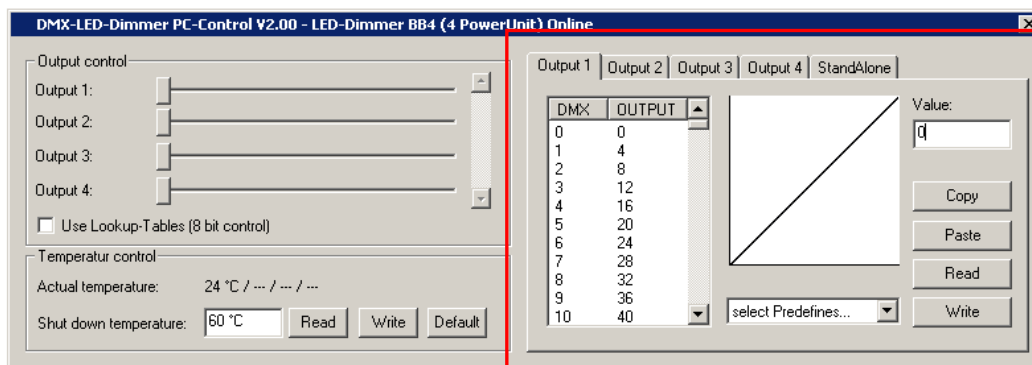 DMX-LED-Dimmer PC-Control V2.00 - LED-Dimmer BB4 (4 PowerUnit) Online
Output control
Output 1:
Output 2:
Output 3:
Output 4:
Use Lookup-Tables (8 bit control)
Temperatur control
Actual temperature: 24 °C / --- / --- / ---
Shut down temperature: 60 °C Read Write Default
Output 1 Output 2 Output 3 Output 4 StandAlone
DMX OUTPUT
0 0
1 4
2 8
3 12
4 16
5 20
6 24
7 28
8 32
9 36
10 40
select Predefines...
Value:
0
Copy
Paste
Read
Write